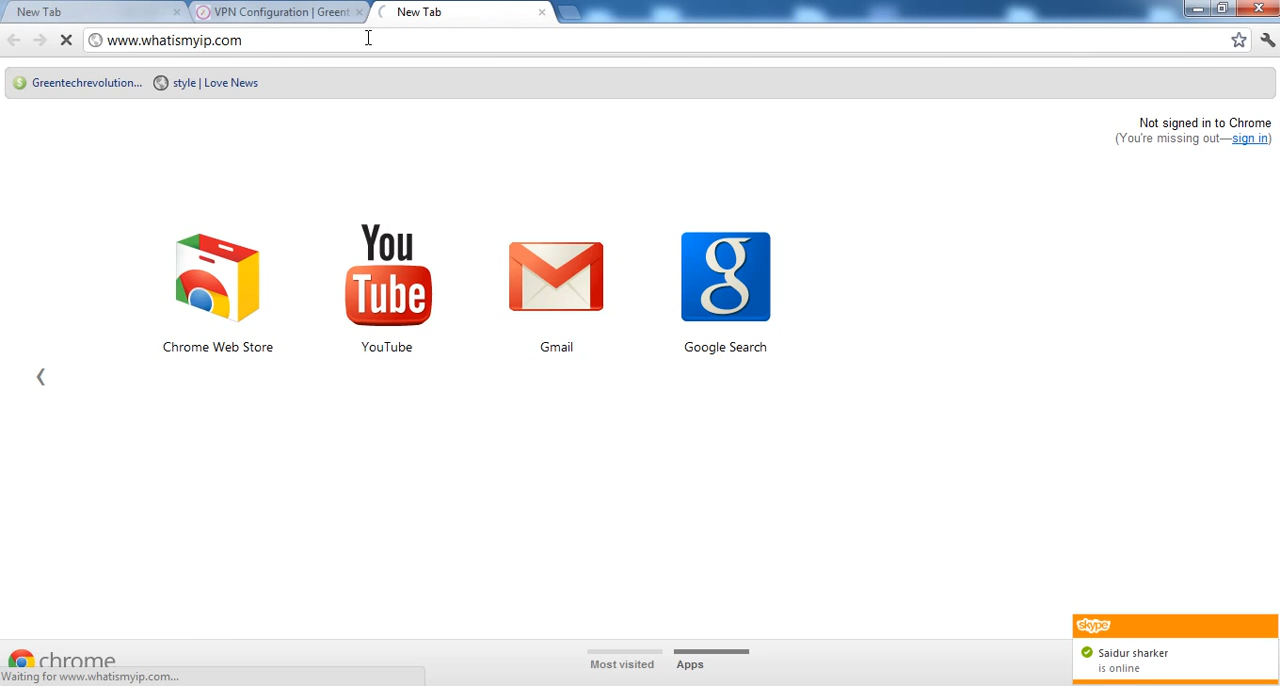 New Tab
VPN Configuration | Greent
New Tab
www.whatismyip.com
Greentechrevolution...
style | Love News
Not signed in to Chrome
(You're missing out—sign in)
You
Tube
g
Chrome Web Store
YouTube
Gmail
Google Search
chrome
Most visited
Apps
Waiting for www.whatismyip.com...
skype
Saidur sharker
is online